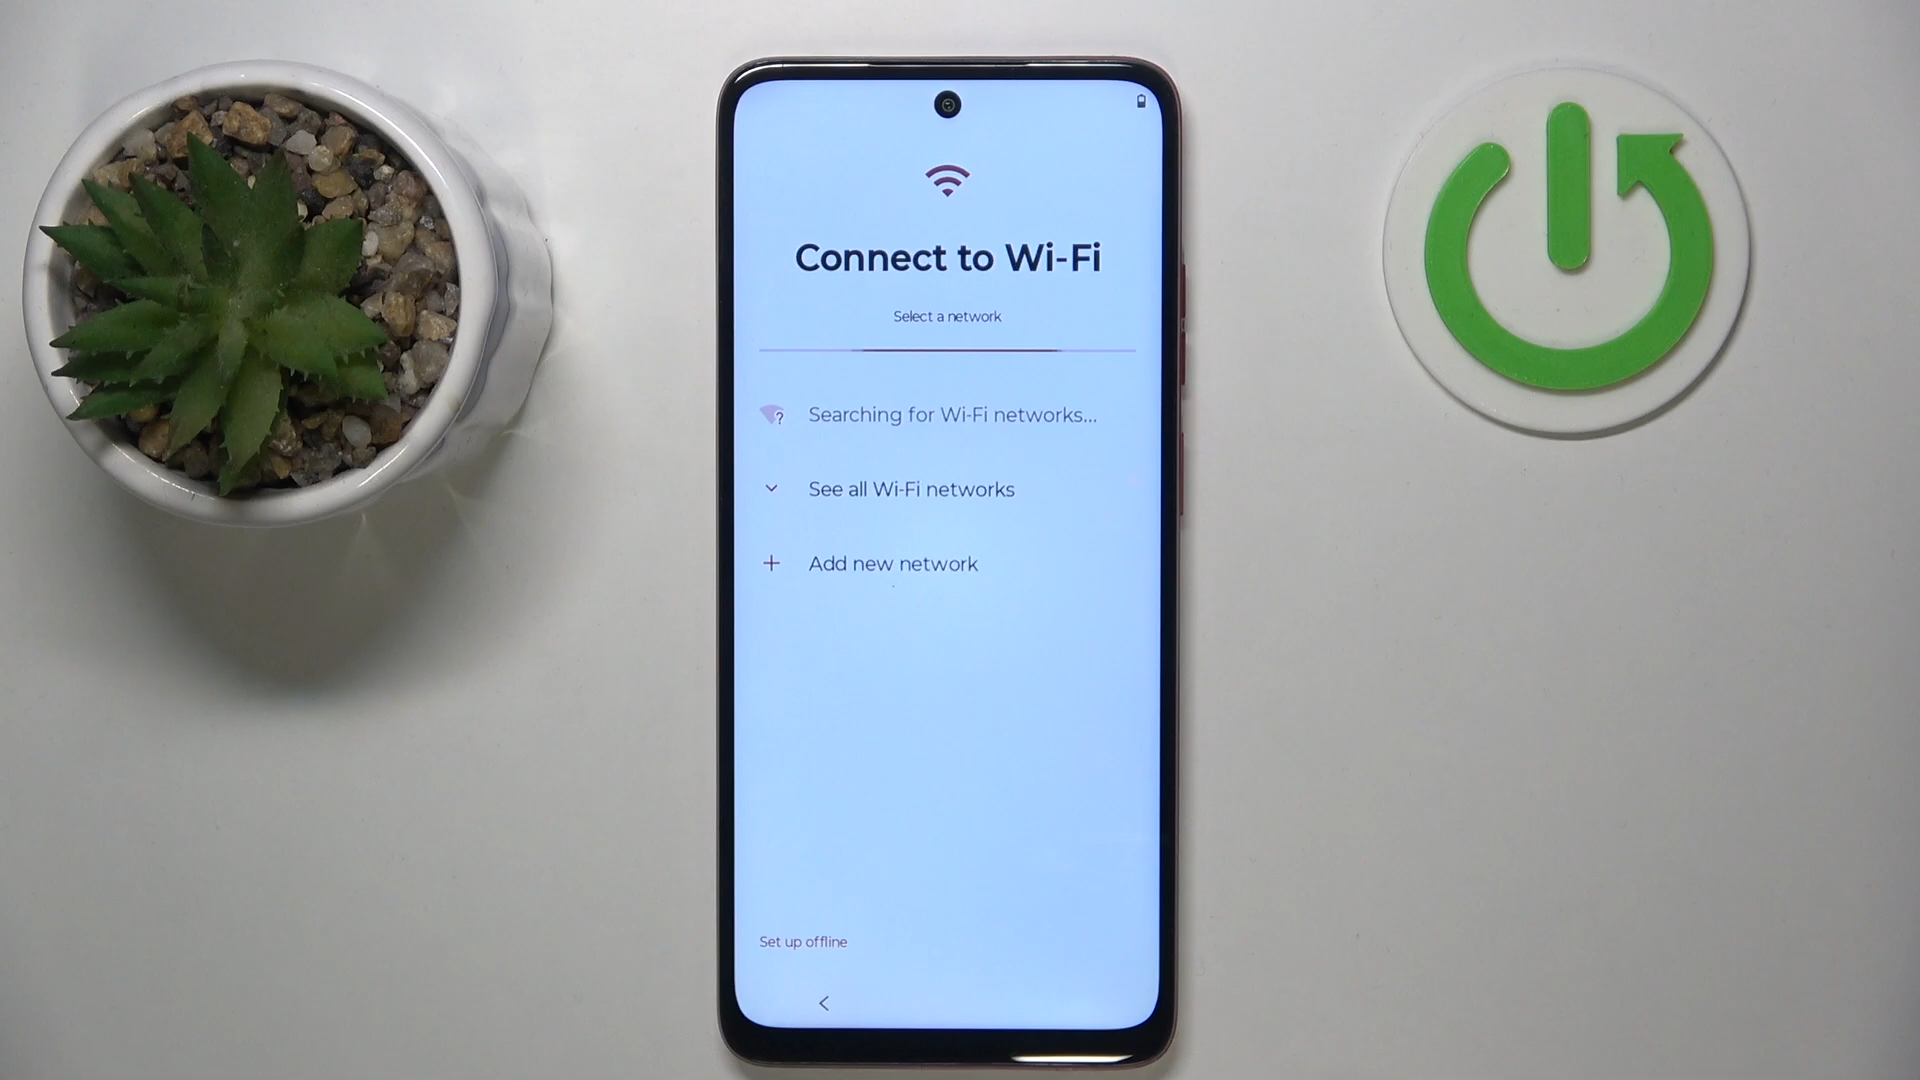 Connect to Wi-Fi
Select a network
Searching for Wi-Fi networks...
See all Wi-Fi networks
Add new network
Set up offline